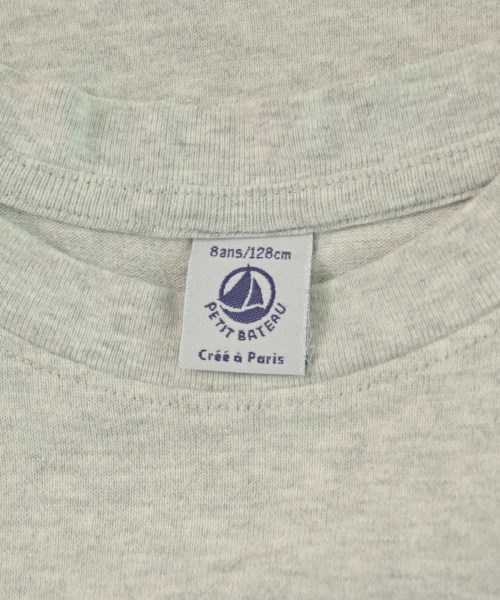 8ans/128cm
PETIT BATEAU
Créé à Paris